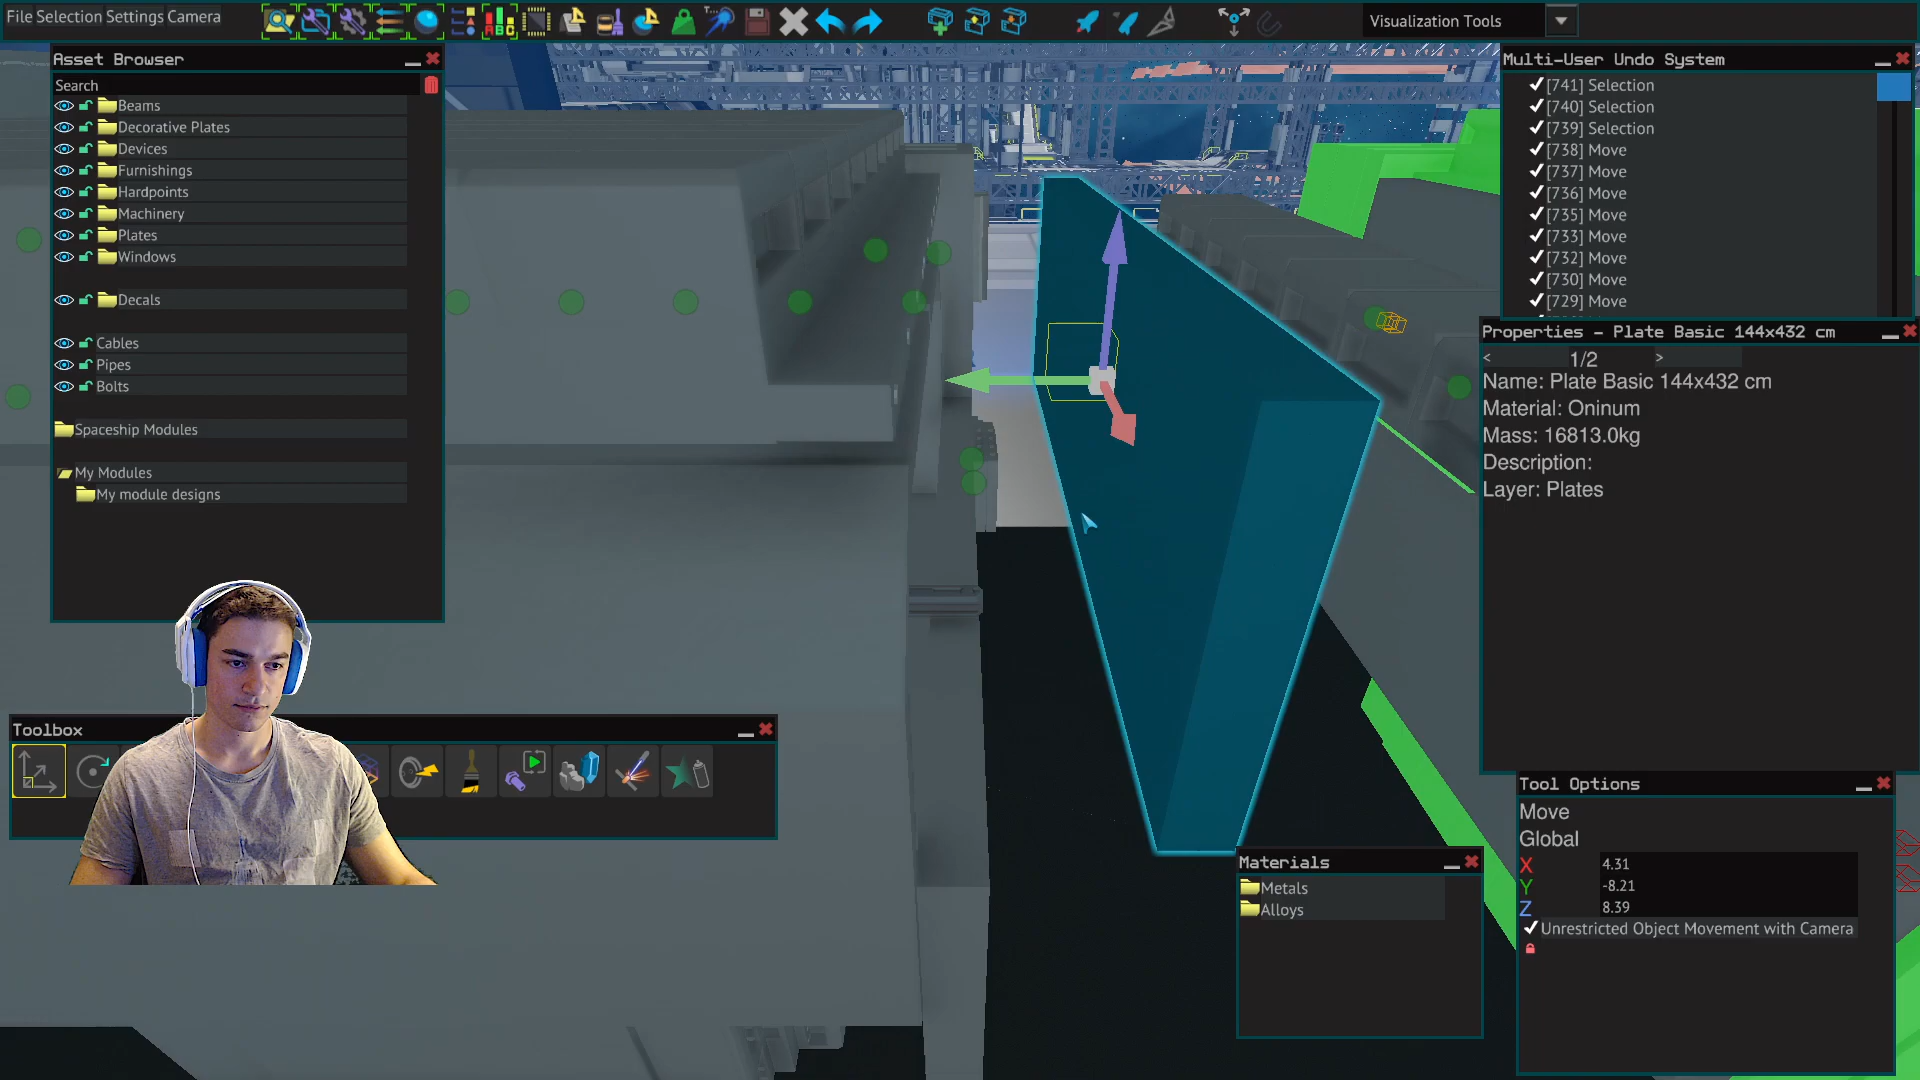 File Selection Settings Camera
Visualization Tools
Asset Browser
Search
Beams
Decorative Plates
Devices
Furnishings
Hardpoints
Machinery
Plates
Windows
Decals
Cables
Pipes
Bolts
Spaceship Modules
My Modules
My module designs
Toolbox
Multi-User Undo System
[741] Selection
[740] Selection
[739] Selection
[738] Move
[737] Move
[736] Move
[735] Move
[733] Move
[732] Move
[730] Move
[729] Move
Properties - Plate Basic 144x432 cm
< 1/2 >
Name: Plate Basic 144x432 cm
Material: Oninum
Mass: 16813.0kg
Description:
Layer: Plates
Tool Options
Move
Global
X 4.31
Y -8.21
Z 8.39
Unrestricted Object Movement with Camera
Materials
Metals
Alloys